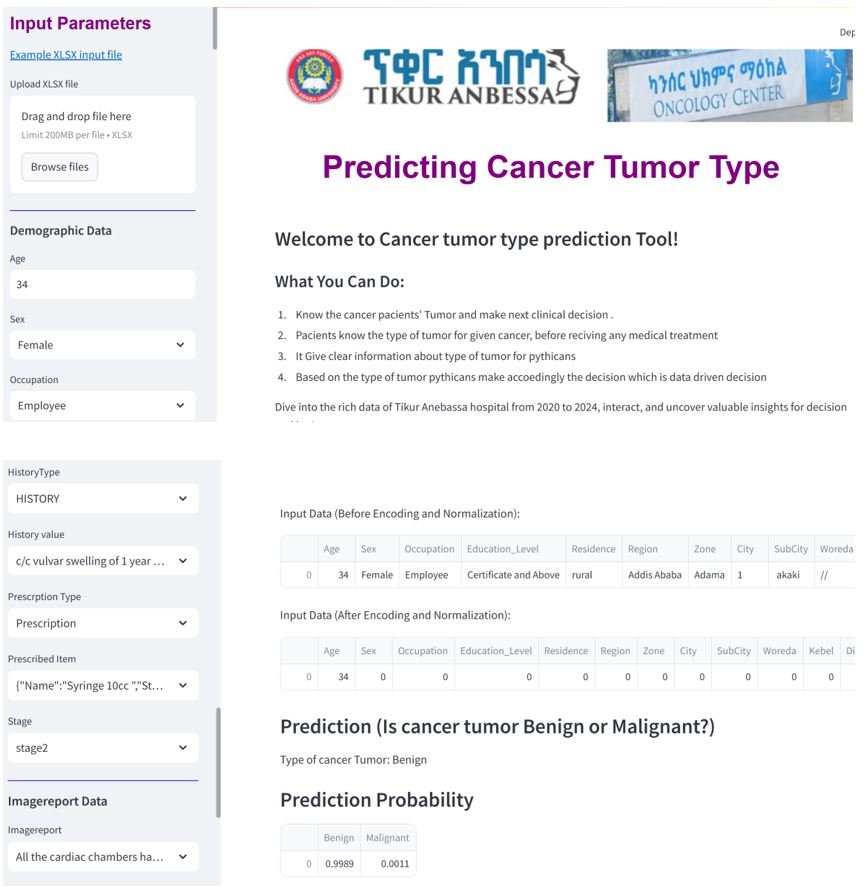 Input Parameters
Example XLSX input file
Upload XLSX file
Drag and drop file here
Limit 200MB per file • XLSX
Browse files
Demographic Data
Age
34
Sex
Female
Occupation
Employee
Dep
ጥቁር አንበሳ
TIKUR ANBESSA
ካንሰር ህክምና ማዕከል
ONCOLOGY CENTER
Predicting Cancer Tumor Type
Welcome to Cancer tumor type prediction Tool!
What You Can Do:
1. Know the cancer pacients' Tumor and make next clinical decision .
2. Pacients know the type of tumor for given cancer, before reciving any medical treatment
3. It Give clear information about type of tumor for pythicans
4. Based on the type of tumor pythicans make accoedingly the decision which is data driven decision
Dive into the rich data of Tikur Anebassa hospital from 2020 to 2024, interact, and uncover valuable insights for decision
HistoryType
HISTORY
History value
c/c vulvar swelling of 1 year ...
Prescrption Type
Prescription
Prescribed Item
{"Name":"Syringe 10cc ","St...
Stage
stage2
Imagereport Data
Imagereport
All the cardiac chambers ha...
Input Data (Before Encoding and Normalization):
Age Sex Occupation Education_Level Residence Region Zone City SubCity Woreda
0 34 Female Employee Certificate and Above rural Addis Ababa Adama 1 akaki //
Input Data (After Encoding and Normalization):
Age Sex Occupation Education_Level Residence Region Zone City SubCity Woreda Kebel Di
0 34 0 0 0 0 0 0 0 0 0 0
Prediction (Is cancer tumor Benign or Malignant?)
Type of cancer Tumor: Benign
Prediction Probability
Benign Malignant
0 0.9989 0.0011